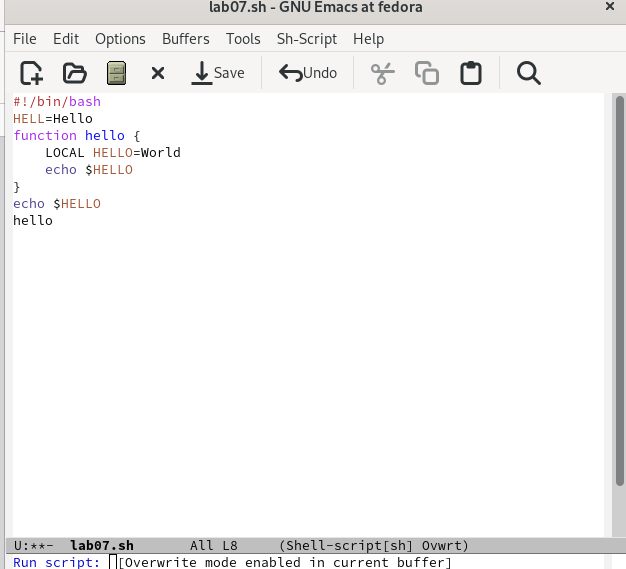 lab07.sh - GNU Emacs at fedora
File Edit Options Buffers Tools Sh-Script Help
Save Undo
#!/bin/bash
HELL=Hello
function hello {
    LOCAL HELLO=World
    echo $HELLO
}
echo $HELLO
hello
U:**-  lab07.sh       All L8     (Shell-script[sh] Ovwrt)
Run script: [Overwrite mode enabled in current buffer]